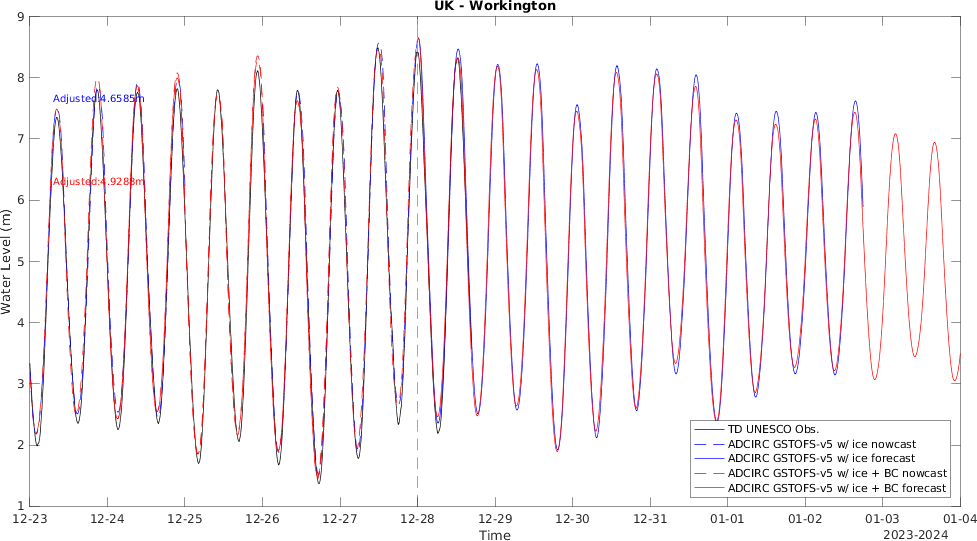 UK - Workington
9
8
7
6
5
4
3
2
1
Water Level (m)
Adjusted:4.6585m
Adjusted:4.9288m
TD UNESCO Obs.
ADCIRC GSTOFS-v5 w/ ice nowcast
ADCIRC GSTOFS-v5 w/ ice forecast
ADCIRC GSTOFS-v5 w/ ice + BC nowcast
ADCIRC GSTOFS-v5 w/ ice + BC forecast
12-23 12-24 12-25 12-26 12-27 12-28 12-29 12-30 12-31 01-01 01-02 01-03 01-04
Time
2023-2024